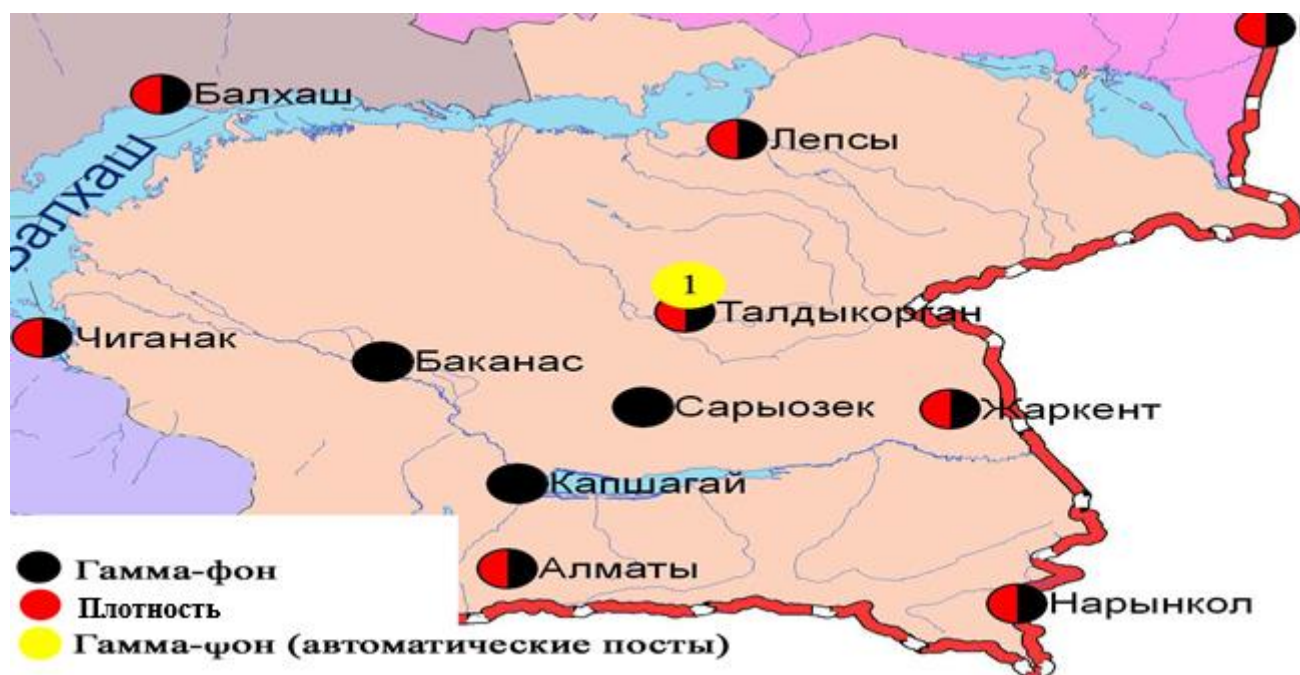 Балхаш
Балхаш
Лепсы
1
Талдыкорган
Чиганак
Баканас
Сарыозек
Жаркент
Капшагай
Алматы
Нарынкол
Гамма-фон
Плотность
Гамма-фон (автоматические посты)